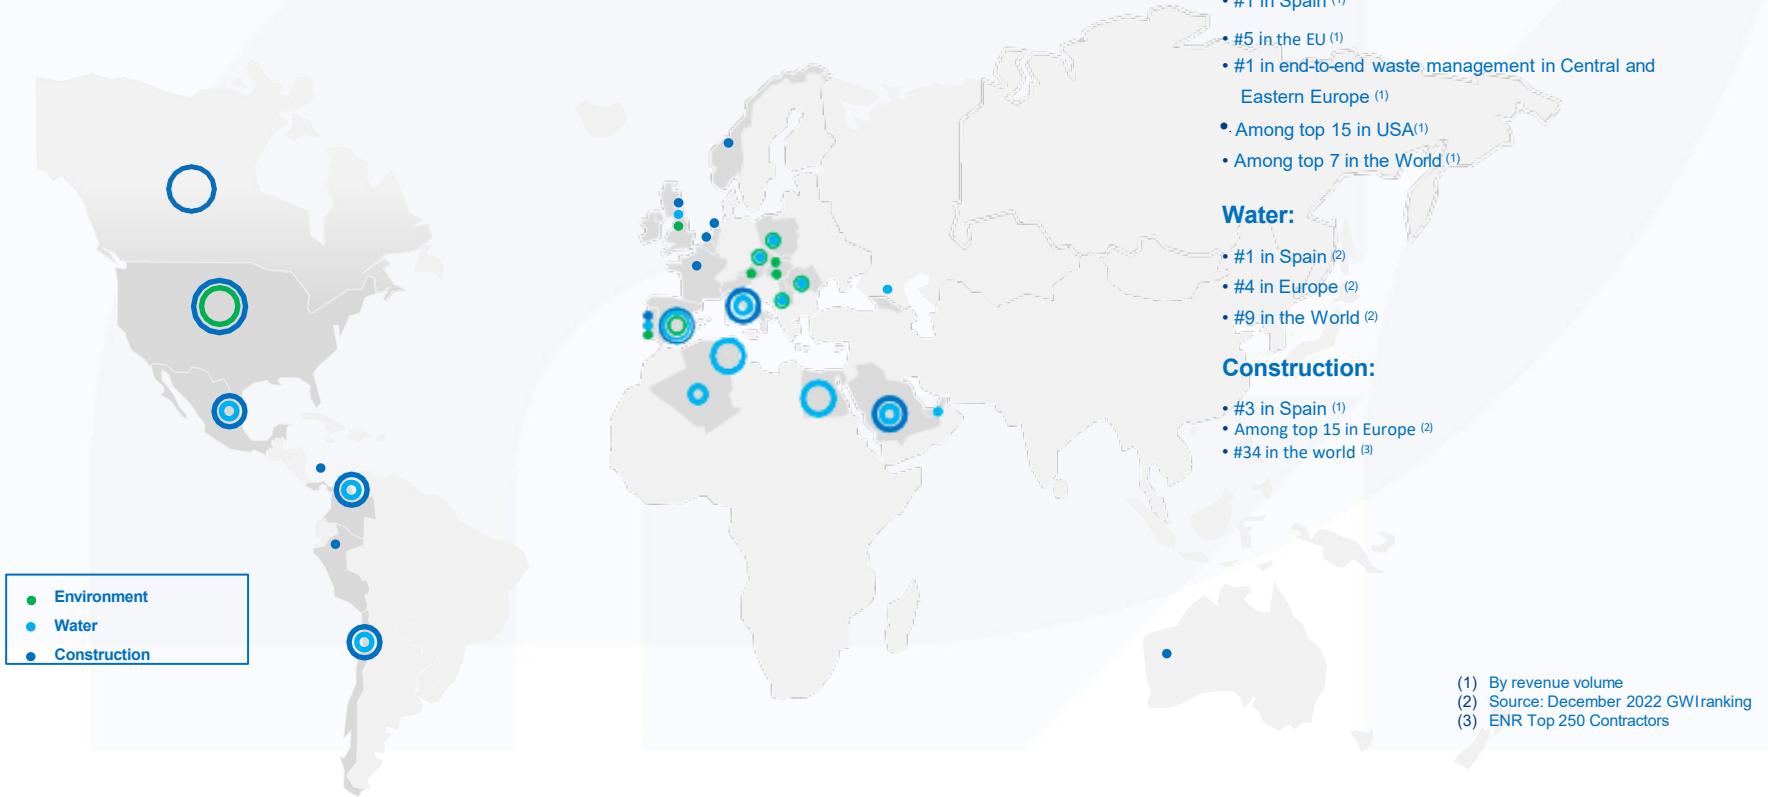 • #1 in Spain (1)
• #5 in the EU (1)
• #1 in end-to-end waste management in Central and
Eastern Europe (1)
• Among top 15 in USA(1)
• Among top 7 in the World (1)
Water:
• #1 in Spain (2)
• #4 in Europe (2)
• #9 in the World (2)
Construction:
• #3 in Spain (1)
• Among top 15 in Europe (2)
• #34 in the world (3)
Environment
Water
Construction
(1) By revenue volume
(2) Source: December 2022 GWI ranking
(3) ENR Top 250 Contractors